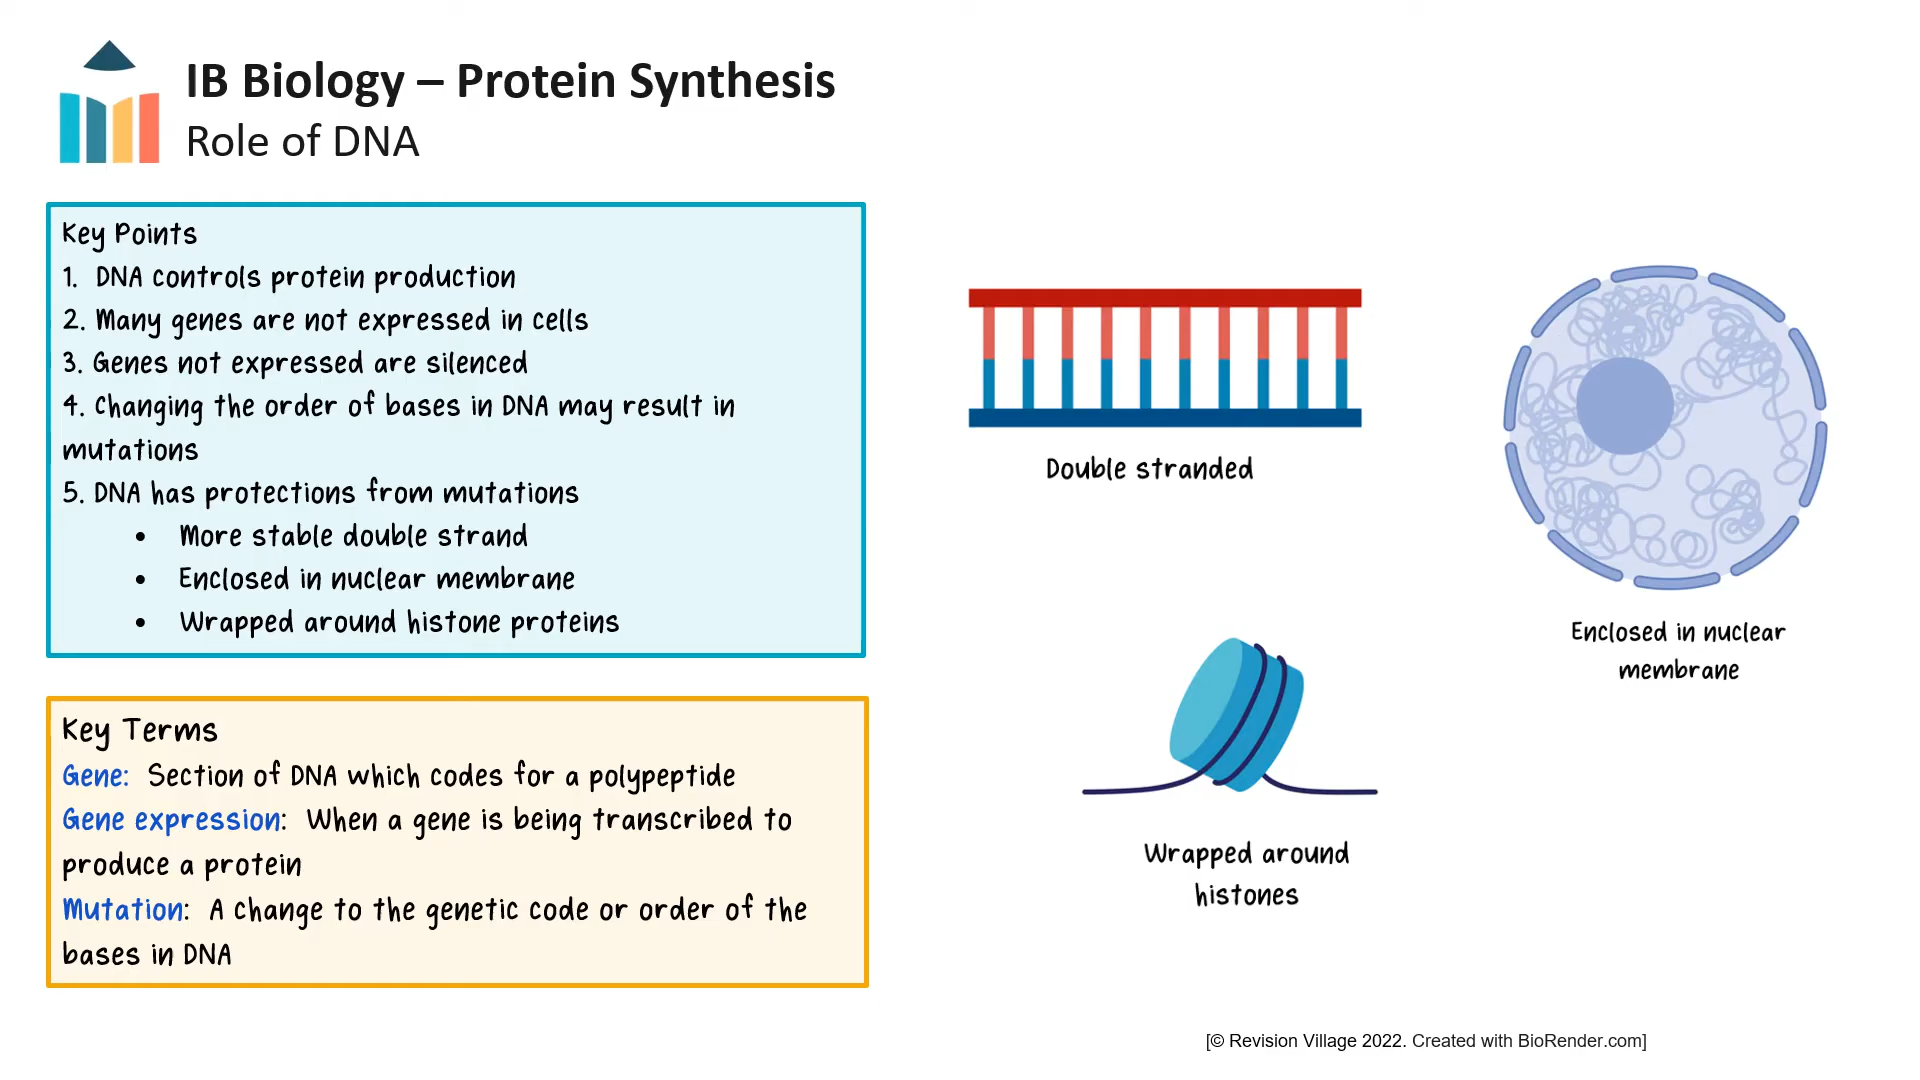 IB Biology – Protein Synthesis
Role of DNA
Key Points
1. DNA controls protein production
2. Many genes are not expressed in cells
3. Genes not expressed are silenced
4. Changing the order of bases in DNA may result in
mutations
5. DNA has protections from mutations
• More stable double strand
• Enclosed in nuclear membrane
• Wrapped around histone proteins
Key Terms
Gene: Section of DNA which codes for a polypeptide
Gene expression: When a gene is being transcribed to
produce a protein
Mutation: A change to the genetic code or order of the
bases in DNA
Double stranded
Enclosed in nuclear
membrane
Wrapped around
histones
[© Revision Village 2022. Created with BioRender.com]